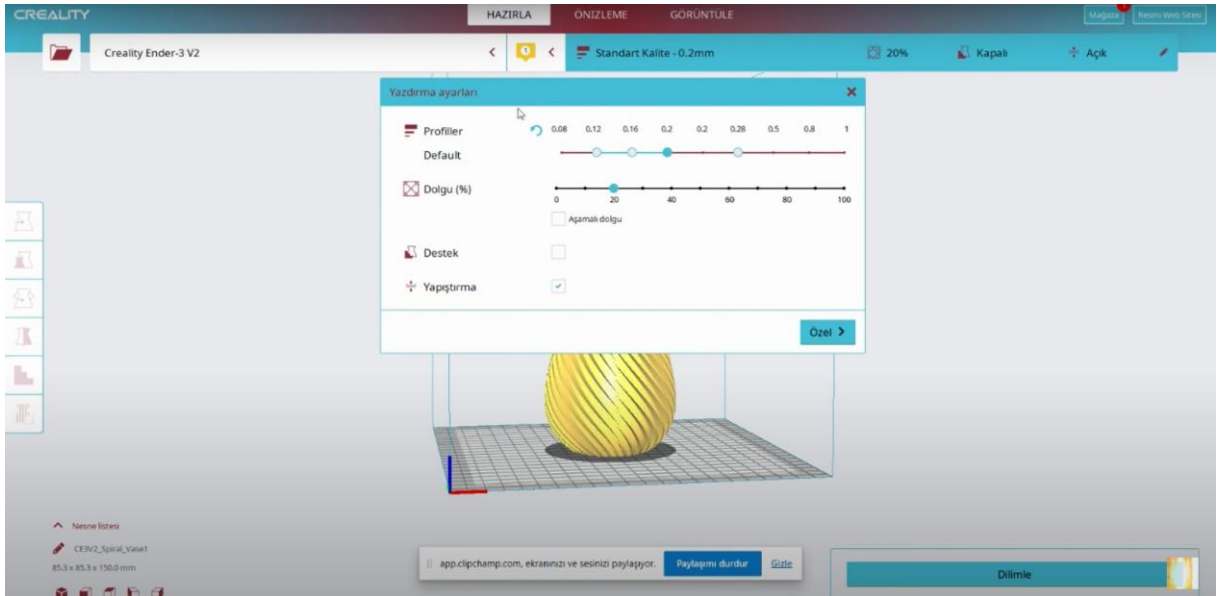 CREALITY
HAZIRLA ÖNIZLEME GÖRÜNTÜLE Mağaza Resmi Web Sitesi
Creality Ender-3 V2 Standart Kalite - 0.2mm 20% Kapalı Açık
Yazdırma ayarları
Profiller 0.08 0.12 0.16 0.2 0.2 0.28 0.5 0.8 1
Default
Dolgu (%)
0 20 40 60 80 100
Aşamalı dolgu
Destek
Yapıştırma
Özel
Nesne listesi
CE3V2_Spiral_Vase1
85.3 x 85.3 x 150.0 mm
app.clipchamp.com, ekranınızı ve sesinizi paylaşıyor. Paylaşımı durdur Gizle
Dilimle